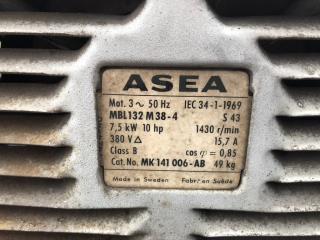 ASEA
Mot. 3 ~ 50 Hz IEC 34-1-1969
MBL132 M38-4 S 43
7,5 kW 10 hp 1430 r/min
380 V △ 15,7 A
Class B cos φ = 0,85
Cat. No. MK 141 006-AB 49 kg
Made in Sweden Fabr en Suède